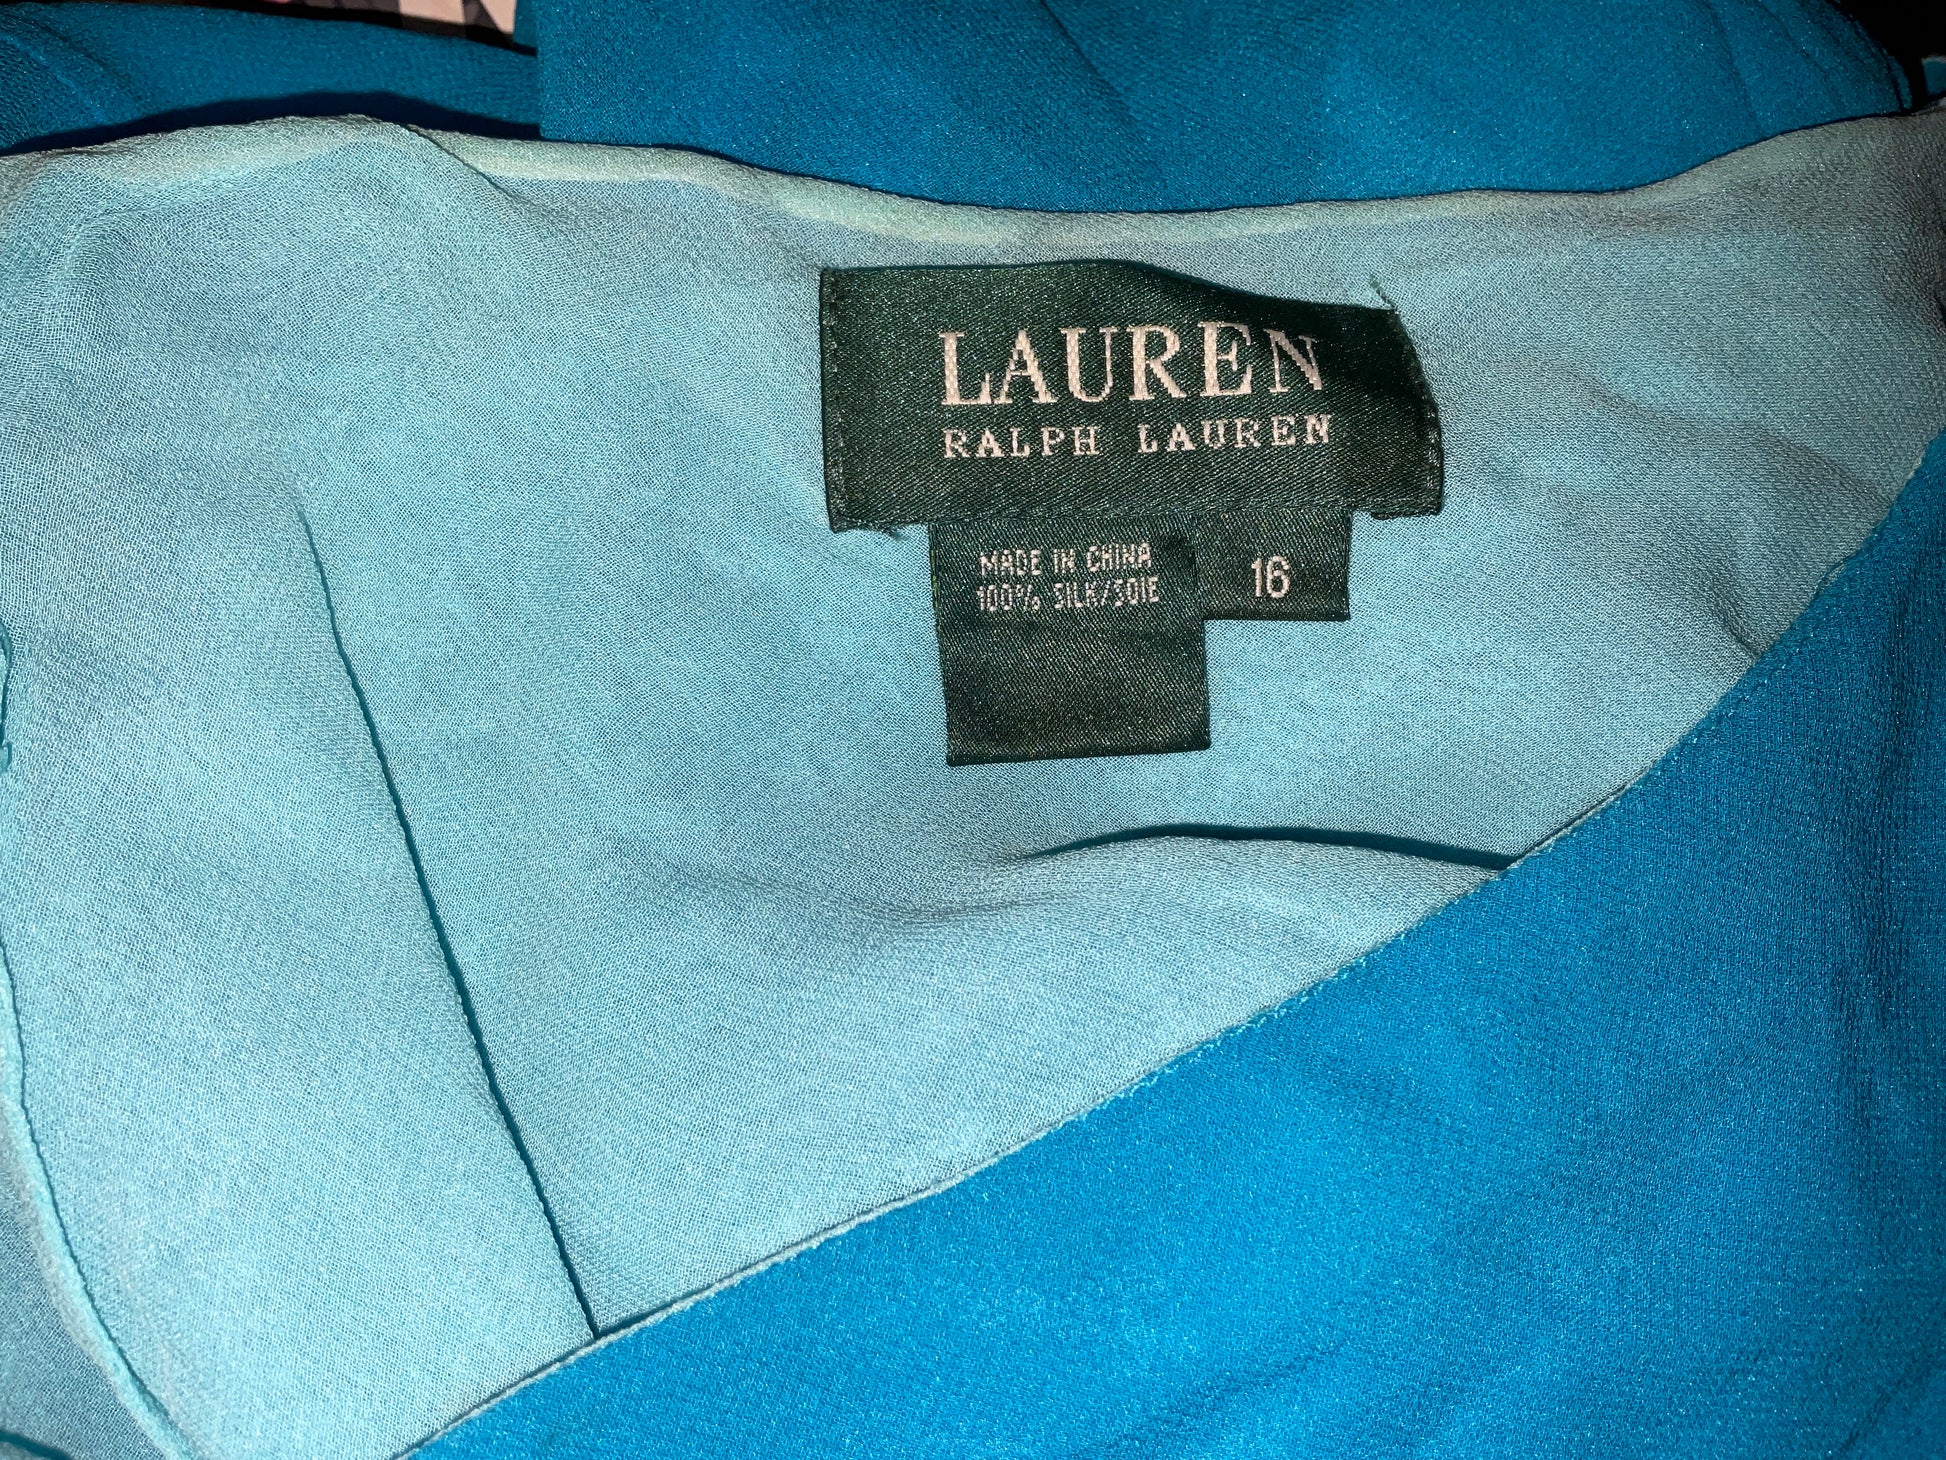 LAUREN
RALPH LAUREN
MADE IN CHINA
100% SILK/SOIE
16